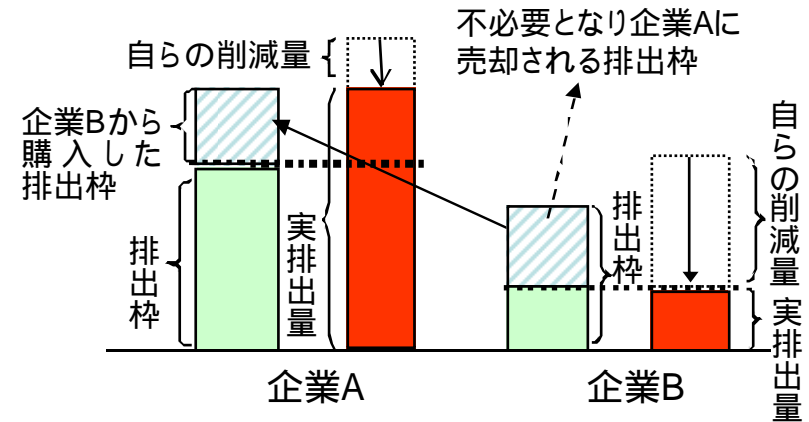 自らの削減量
不必要となり企業Aに
売却される排出枠
企業Bから
購入した
排出枠
排出枠
実排出量
排出枠
自らの削減量
実排出量
企業A
企業B